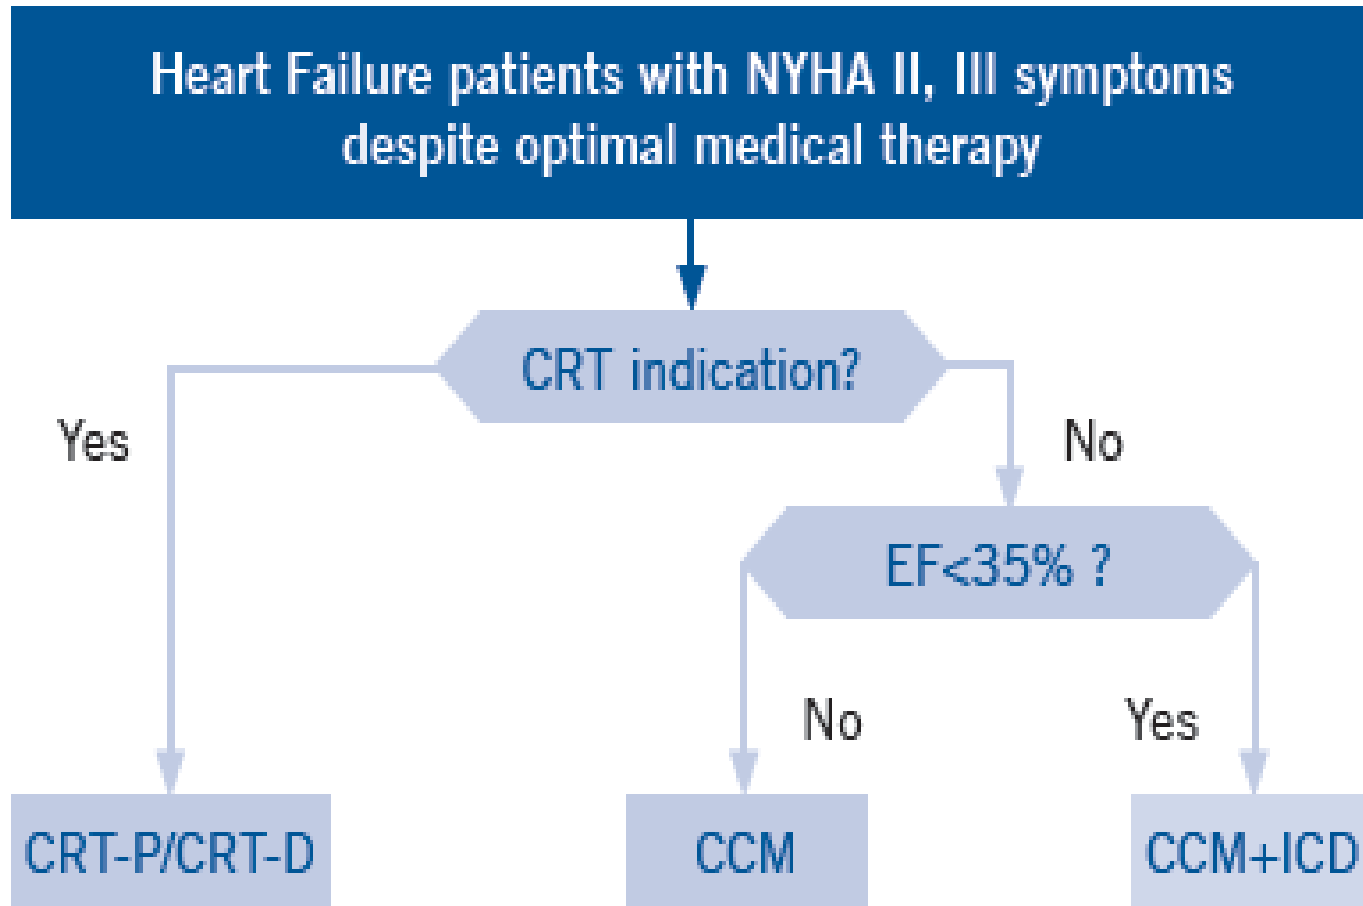 Heart Failure patients with NYHA II, III symptoms
despite optimal medical therapy
CRT indication?
Yes
No
EF<35% ?
No
Yes
CRT-P/CRT-D
CCM
CCM+ICD